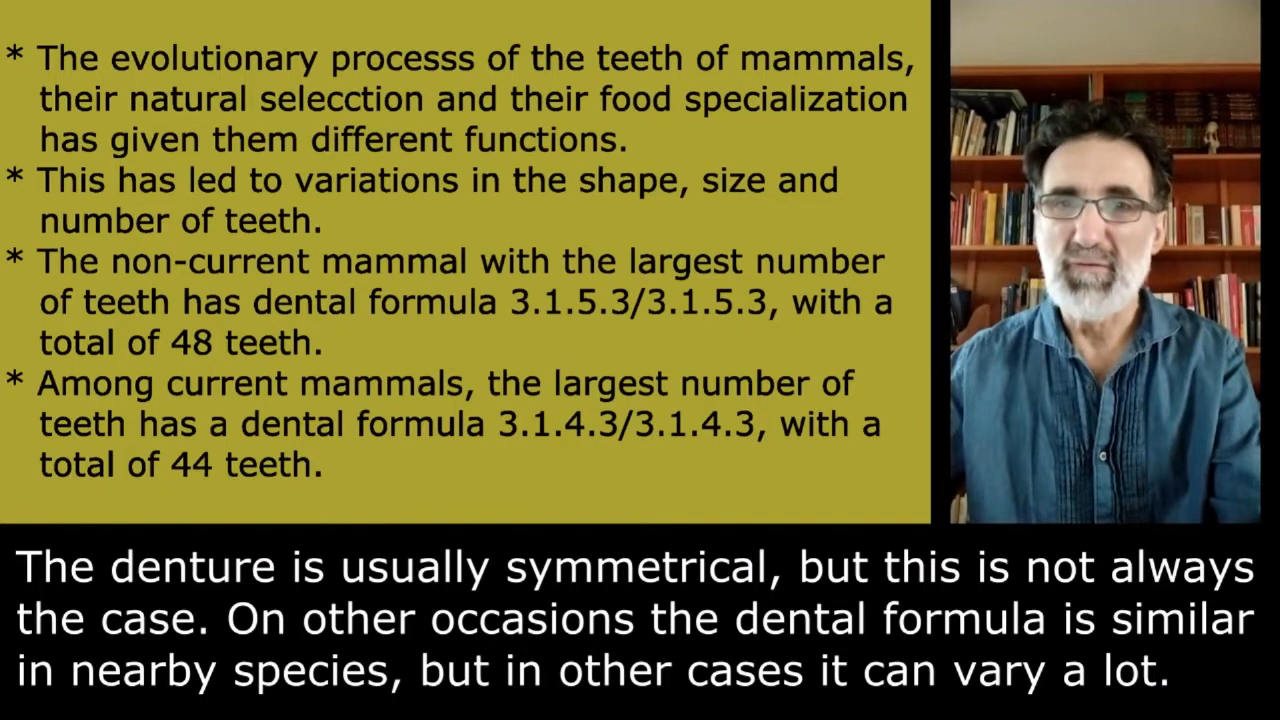 * The evolutionary processs of the teeth of mammals,
their natural selecction and their food specialization
has given them different functions.
* This has led to variations in the shape, size and
number of teeth.
* The non-current mammal with the largest number
of teeth has dental formula 3.1.5.3/3.1.5.3, with a
total of 48 teeth.
* Among current mammals, the largest number of
teeth has a dental formula 3.1.4.3/3.1.4.3, with a
total of 44 teeth.
The denture is usually symmetrical, but this is not always
the case. On other occasions the dental formula is similar
in nearby species, but in other cases it can vary a lot.